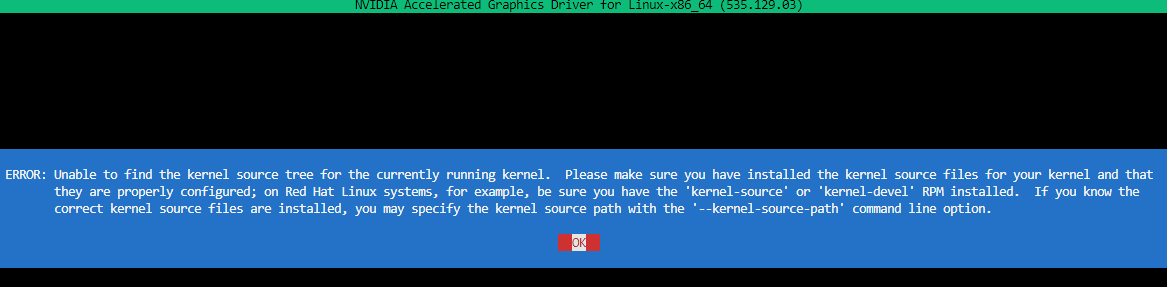 NVIDIA Accelerated Graphics Driver for Linux-x86_64 (535.129.03)
ERROR: Unable to find the kernel source tree for the currently running kernel.  Please make sure you have installed the kernel source files for your kernel and that
they are properly configured; on Red Hat Linux systems, for example, be sure you have the 'kernel-source' or 'kernel-devel' RPM installed.  If you know the
correct kernel source files are installed, you may specify the kernel source path with the '--kernel-source-path' command line option.
OK